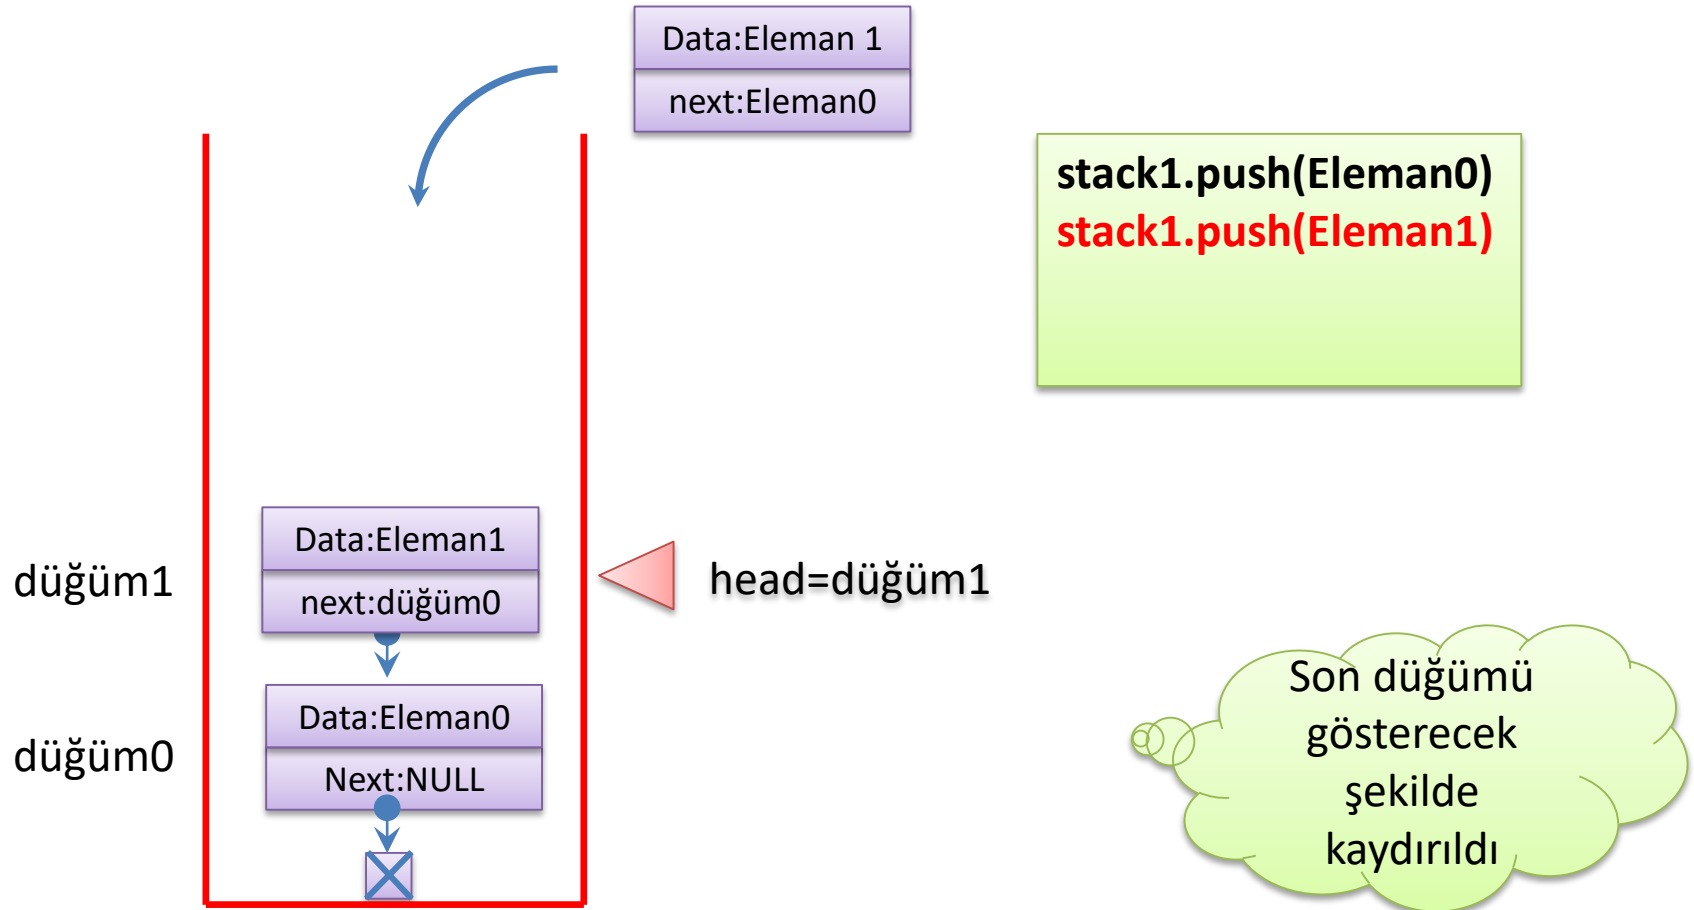 Data:Eleman 1
next:Eleman0
stack1.push(Eleman0)
stack1.push(Eleman1)
düğüm1
Data:Eleman1
next:düğüm0
head=düğüm1
düğüm0
Data:Eleman0
Next:NULL
Son düğümü
gösterecek
şekilde
kaydırıldı